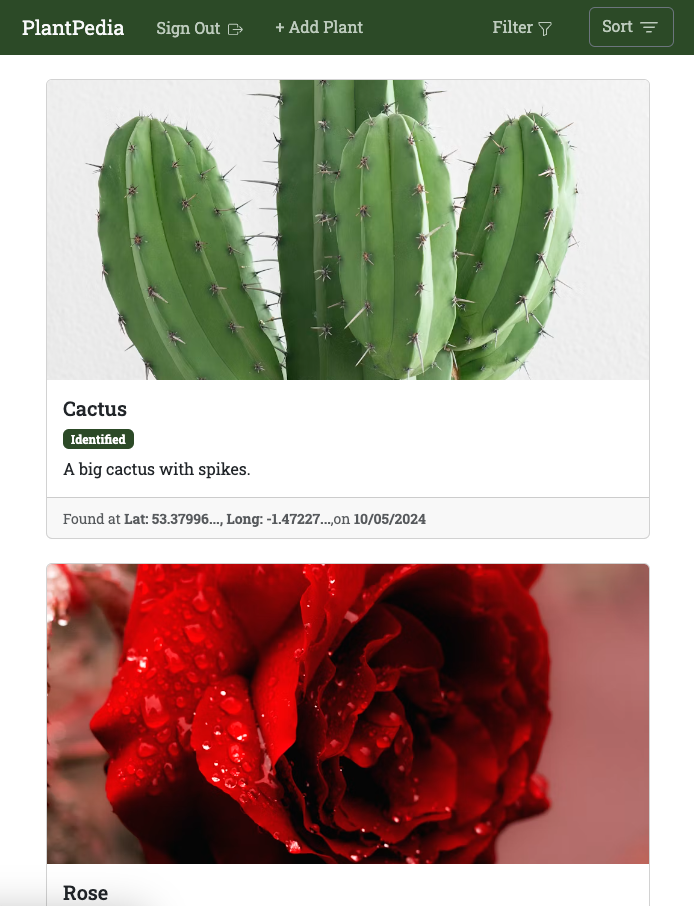 PlantPedia Sign Out + Add Plant Filter Sort
Cactus
Identified
A big cactus with spikes.
Found at Lat: 53.37996..., Long: -1.47227...,on 10/05/2024
Rose